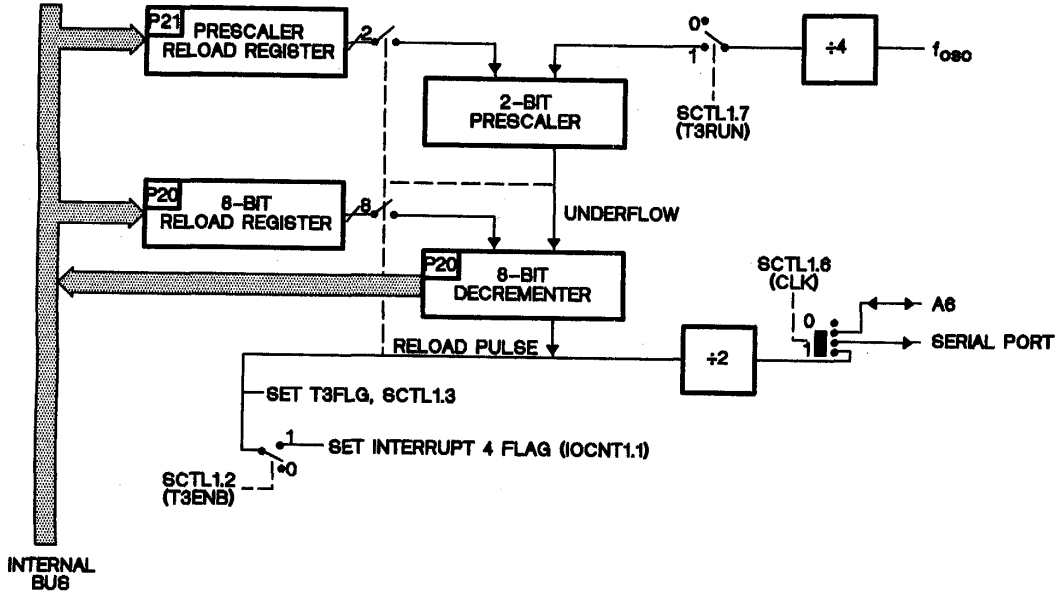 P21
PRESCALER
RELOAD REGISTER
2
0
1
÷4
fosc
2-BIT
PRESCALER
SCTL1.7
(T3RUN)
P20
8-BIT
RELOAD REGISTER
8
UNDERFLOW
P20
8-BIT
DECREMENTER
SCTL1.6
(CLK)
0
1
A6
SERIAL PORT
RELOAD PULSE
÷2
SET T3FLG, SCTL1.3
1
SET INTERRUPT 4 FLAG (IOCNT1.1)
0
SCTL1.2
(T3ENB)
INTERNAL
BUS